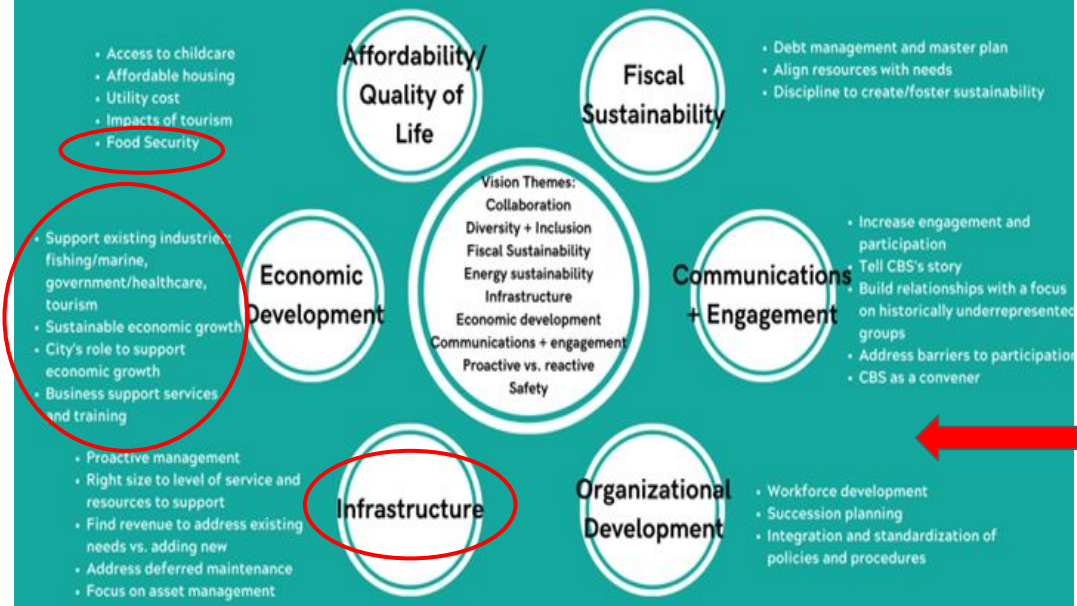 • Access to childcare
• Affordable housing
• Utility cost
• Impacts of tourism
• Food Security
Affordability/
Quality of
Life
Fiscal
Sustainability
• Debt management and master plan
• Align resources with needs
• Discipline to create/foster sustainability
• Support existing industries:
fishing/marine,
government/healthcare,
tourism
• Sustainable economic growth
• City's role to support
economic growth
• Business support services
and training
Economic
Development
Vision Themes:
Collaboration
Diversity + Inclusion
Fiscal Sustainability
Energy sustainability
Infrastructure
Economic development
Communications + engagement
Proactive vs. reactive
Safety
Communications
+ Engagement
• Increase engagement and
participation
• Tell CBS's story
• Build relationships with a focus
on historically underrepresented
groups
• Address barriers to participation
• CBS as a convener
• Proactive management
• Right size to level of service and
resources to support
• Find revenue to address existing
needs vs. adding new
• Address deferred maintenance
• Focus on asset management
Infrastructure
Organizational
Development
• Workforce development
• Succession planning
• Integration and standardization of
policies and procedures